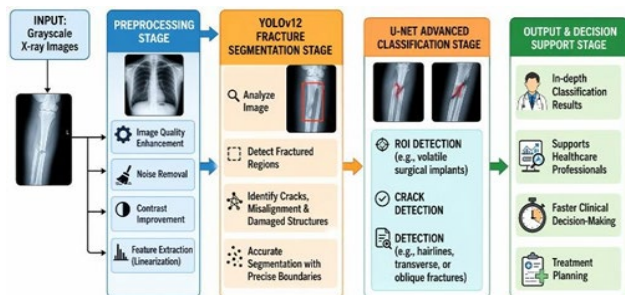 INPUT:
Grayscale
X-ray Images
L
PREPROCESSING
STAGE
Image Quality
Enhancement
Noise Removal
Contrast
Improvement
Feature Extraction
(Linearization)
YOLOv12
FRACTURE
SEGMENTATION STAGE
Analyze
Image
Detect Fractured
Regions
Identify Cracks,
Misalignment &
Damaged Structures
Accurate
Segmentation with
Precise Boundaries
U-NET ADVANCED
CLASSIFICATION STAGE
ROI DETECTION
(e.g., volatile
surgical implants)
CRACK
DETECTION
DETECTION
(e.g., hairlines,
transverse, or
oblique fractures)
OUTPUT & DECISION
SUPPORT STAGE
In-depth
Classification
Results
Supports
Healthcare
Professionals
Faster Clinical
Decision-Making
Treatment
Planning